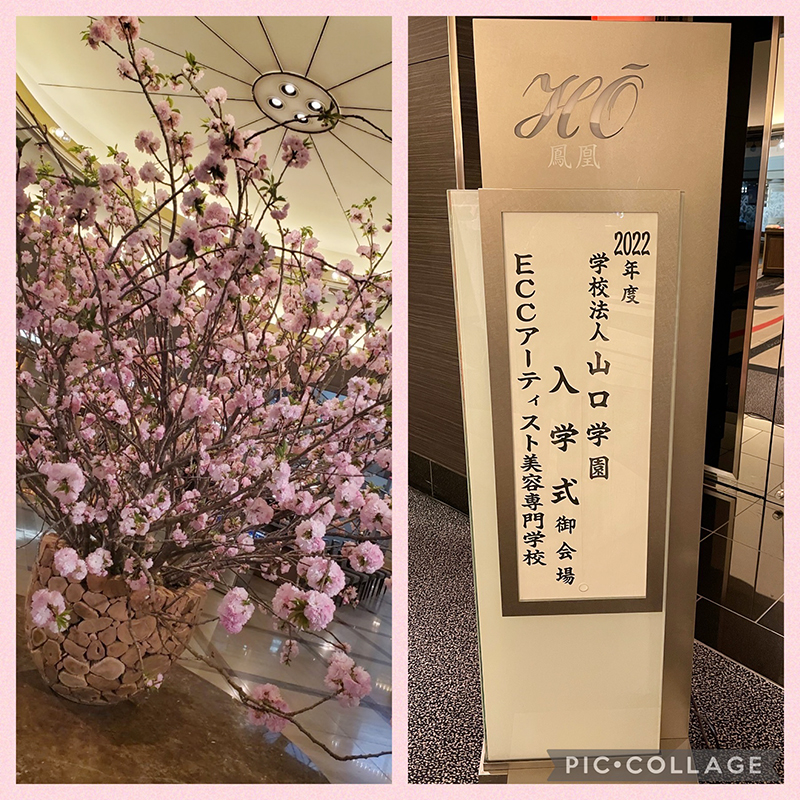 HŌ
鳳凰
2022年度
学校法人山口学園
入学式御会場
ECCアーティスト美容専門学校
PIC•COLLAGE